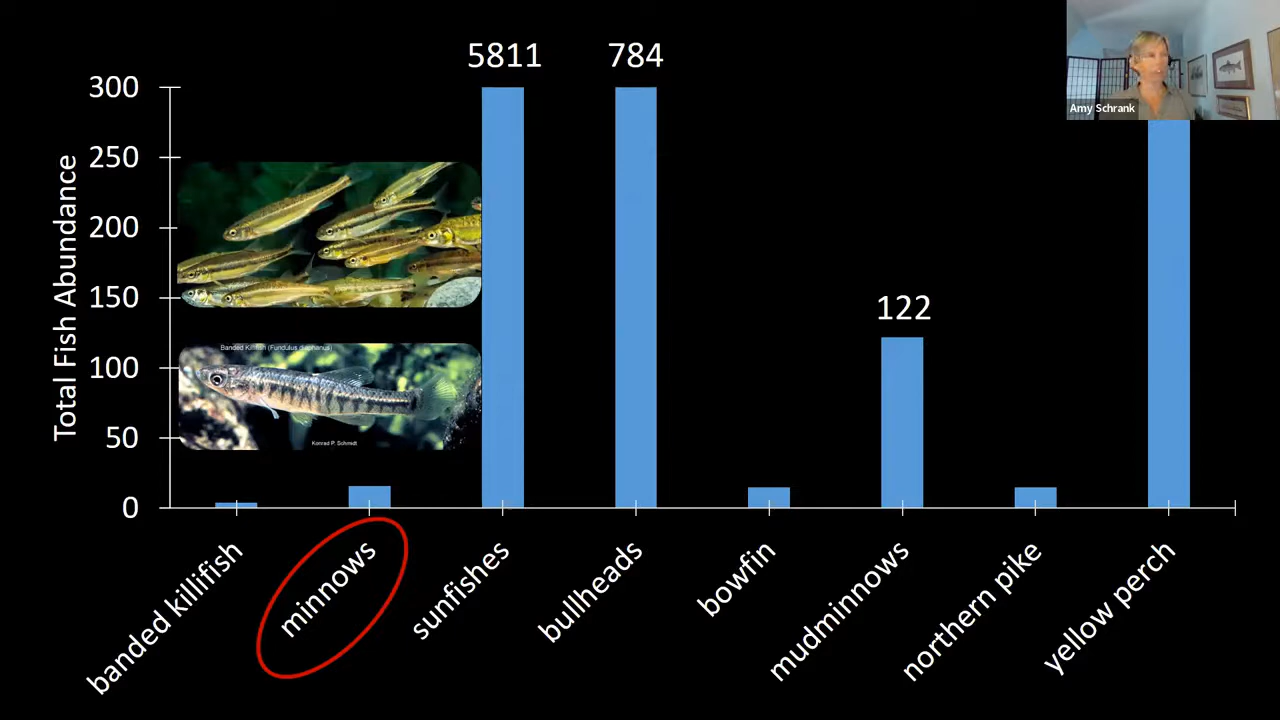 5811
784
Amy Schrank
300
250
200
150
100
50
0
Total Fish Abundance
Banded Killifish (Fundulus diaphanus)
Konrad P. Schmidt
122
banded killifish
minnows
sunfishes
bullheads
bowfin
mudminnows
northern pike
yellow perch